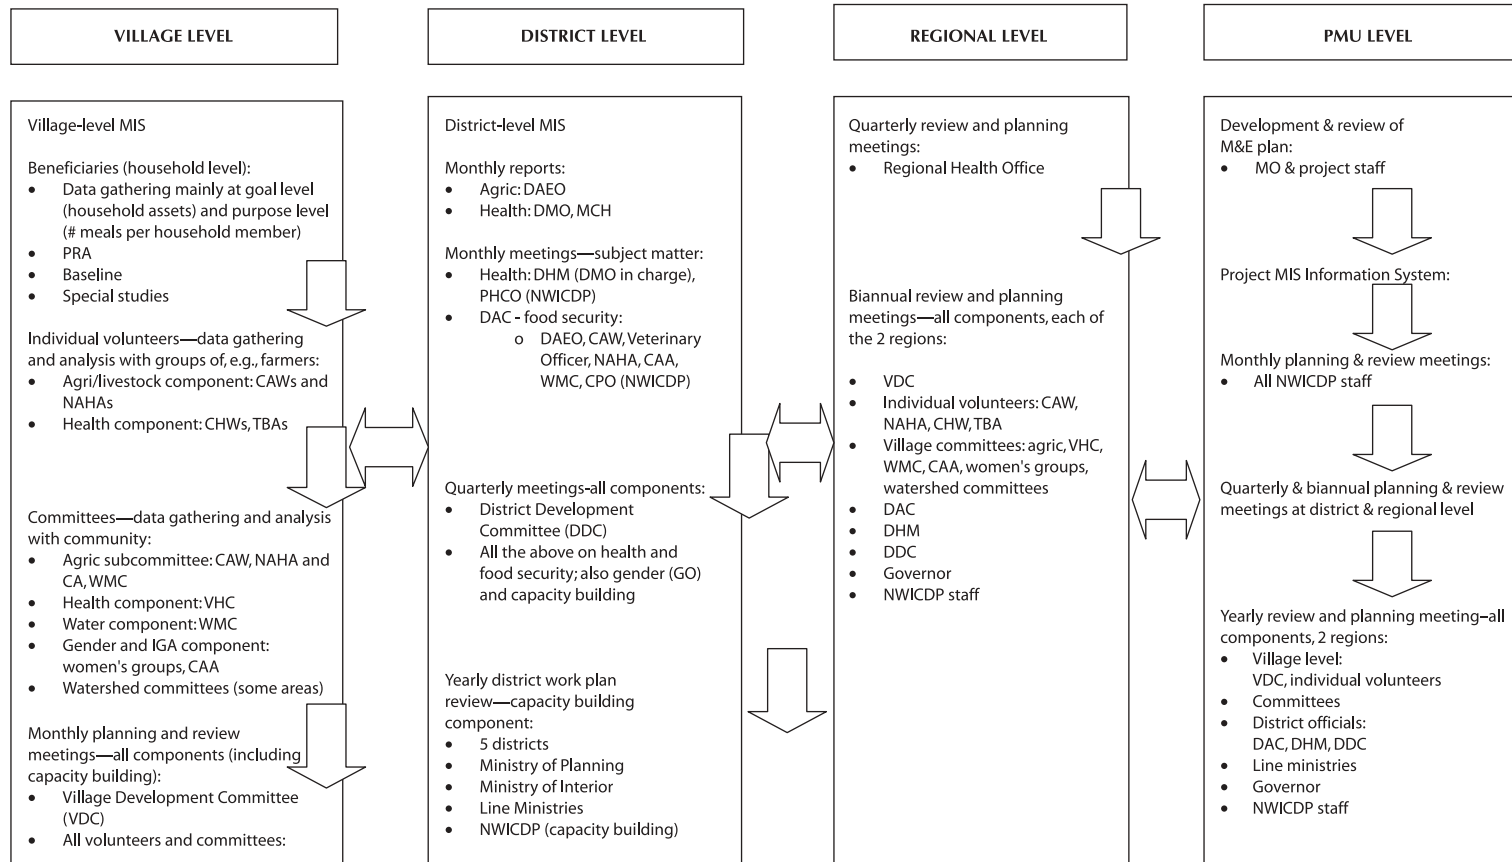 VILLAGE LEVEL
Village-level MIS
Beneficiaries (household level):
• Data gathering mainly at goal level
(household assets) and purpose level
(# meals per household member)
• PRA
• Baseline
• Special studies
Individual volunteers—data gathering
and analysis with groups of, e.g., farmers:
• Agri/livestock component: CAWs and
NAHAs
• Health component: CHWs, TBAs
Committees—data gathering and analysis
with community:
• Agric subcommittee: CAW, NAHA and
CA, WMC
• Health component: VHC
• Water component: WMC
• Gender and IGA component:
women's groups, CAA
• Watershed committees (some areas)
Monthly planning and review
meetings—all components (including
capacity building):
• Village Development Committee
(VDC)
• All volunteers and committees:
DISTRICT LEVEL
District-level MIS
Monthly reports:
• Agric: DAEO
• Health: DMO, MCH
Monthly meetings—subject matter:
• Health: DHM (DMO in charge),
PHCO (NWICDP)
• DAC - food security:
o DAEO, CAW, Veterinary
Officer, NAHA, CAA,
WMC, CPO (NWICDP)
Quarterly meetings-all components:
• District Development
Committee (DDC)
• All the above on health and
food security; also gender (GO)
and capacity building
Yearly district work plan
review—capacity building
component:
• 5 districts
• Ministry of Planning
• Ministry of Interior
• Line Ministries
• NWICDP (capacity building)
REGIONAL LEVEL
Quarterly review and planning
meetings:
• Regional Health Office
Biannual review and planning
meetings—all components, each of
the 2 regions:
• VDC
• Individual volunteers: CAW,
NAHA, CHW, TBA
• Village committees: agric, VHC,
WMC, CAA, women's groups,
watershed committees
• DAC
• DHM
• DDC
• Governor
• NWICDP staff
PMU LEVEL
Development & review of
M&E plan:
• MO & project staff
Project MIS Information System:
Monthly planning & review meetings:
• All NWICDP staff
Quarterly & biannual planning & review
meetings at district & regional level
Yearly review and planning meeting–all
components, 2 regions:
• Village level:
VDC, individual volunteers
• Committees
• District officials:
DAC, DHM, DDC
• Line ministries
• Governor
• NWICDP staff